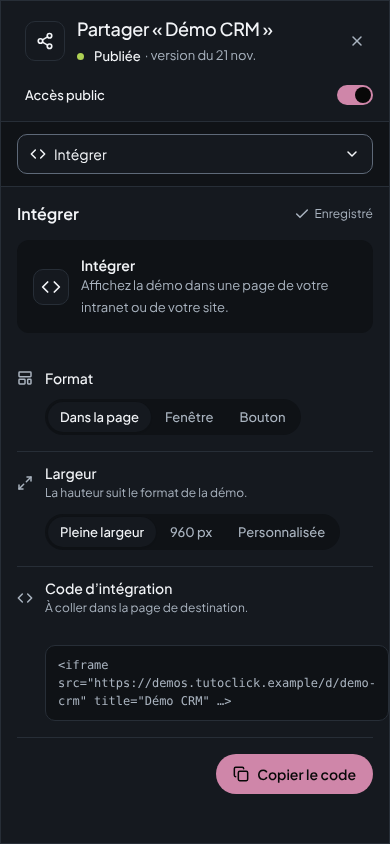 Partager « Démo CRM »
Publiée · version du 21 nov.
Accès public
Intégrer
Intégrer
Enregistré
Intégrer
Affichez la démo dans une page de votre
intranet ou de votre site.
Format
Dans la page Fenêtre Bouton
Largeur
La hauteur suit le format de la démo.
Pleine largeur 960 px Personnalisée
Code d’intégration
À coller dans la page de destination.
<iframe
src="https://demos.tutoclick.example/d/demo-
crm" title="Démo CRM" …>
Copier le code